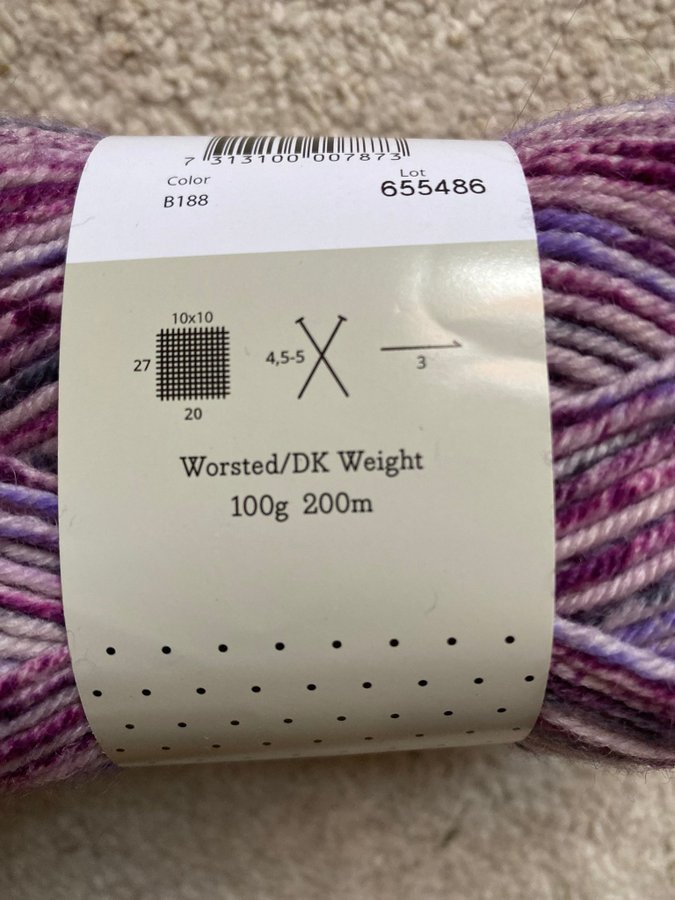 7 313100 007873
Color
B188
Lot
655486
10x10
27
20
4,5-5
3
Worsted/DK Weight
100g 200m